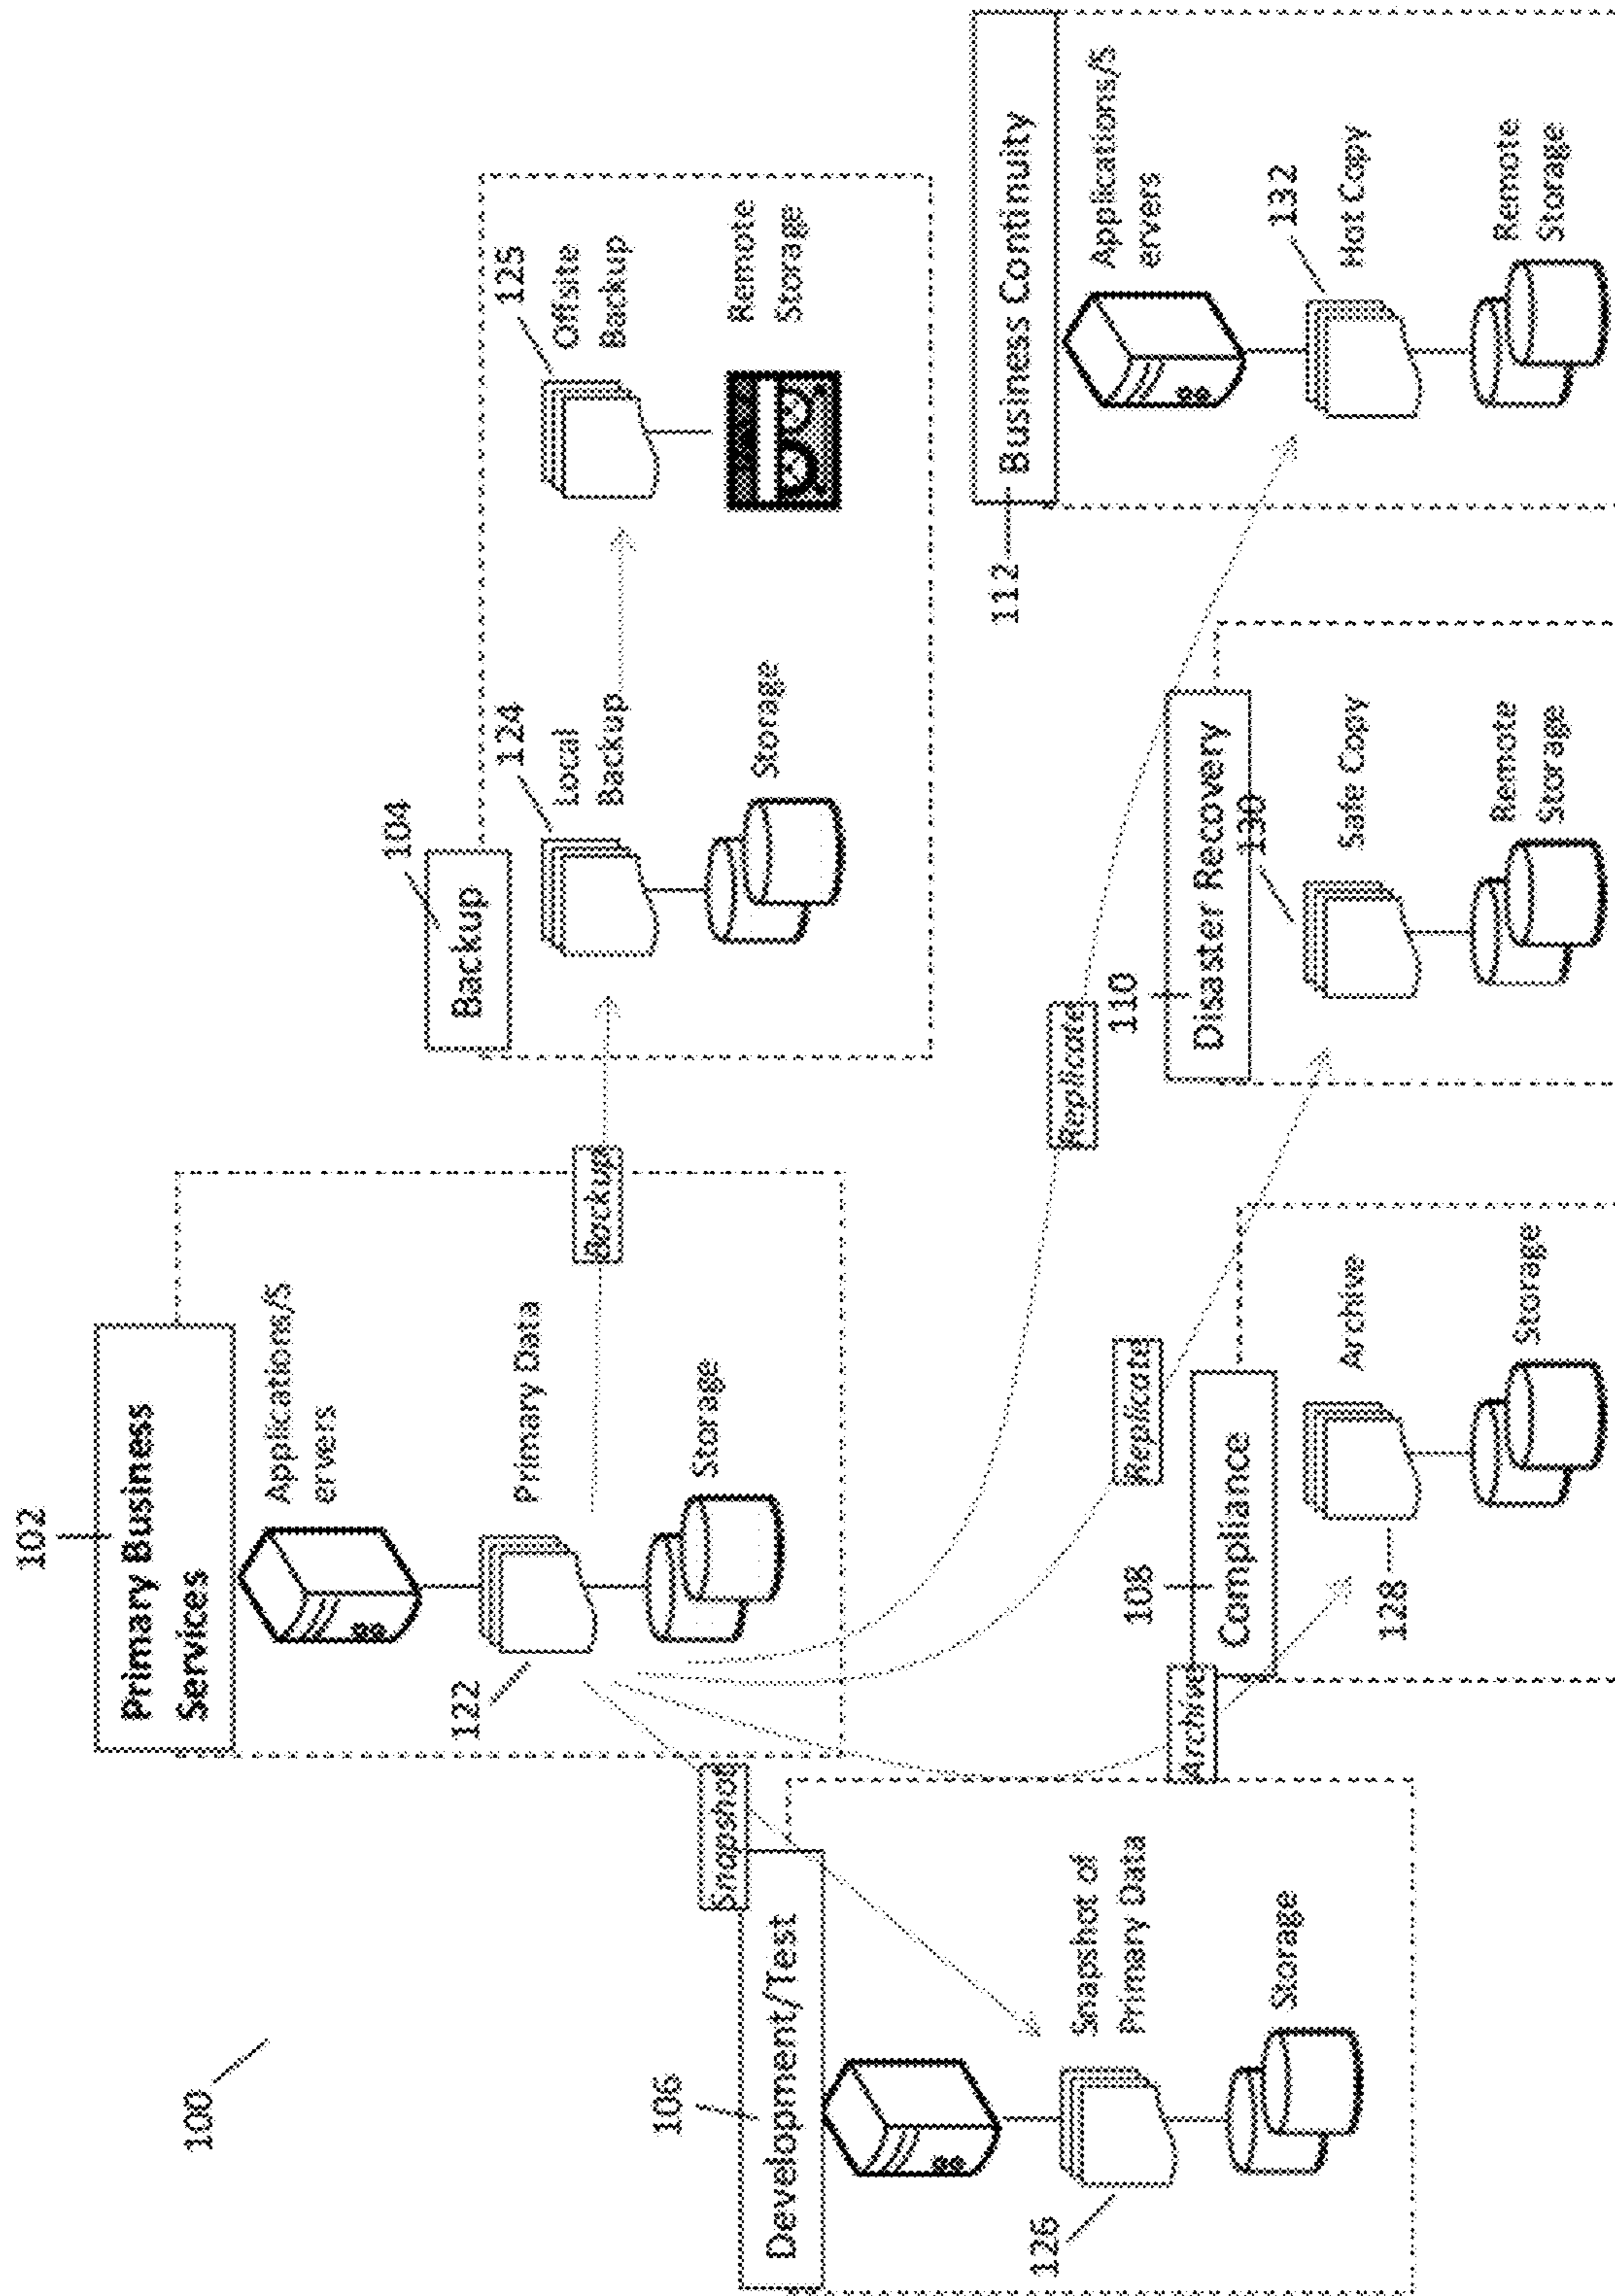 100
102
Primary Business
Services
Applications/S
ervers
122
Primary Data
Storage
Backup
104
Backup
124
Local
Backup
Storage
125
Offsite
Backup
Remote
Storage
Snapshot
106
Development/Test
126
Snapshot of
Primary Data
Storage
Archive
108
Compliance
128
Archive
Storage
Replicate
110
Disaster Recovery
130
Safe Copy
Remote
Storage
Replicate
112
Business Continuity
Applications/S
ervers
132
Hot Copy
Remote
Storage